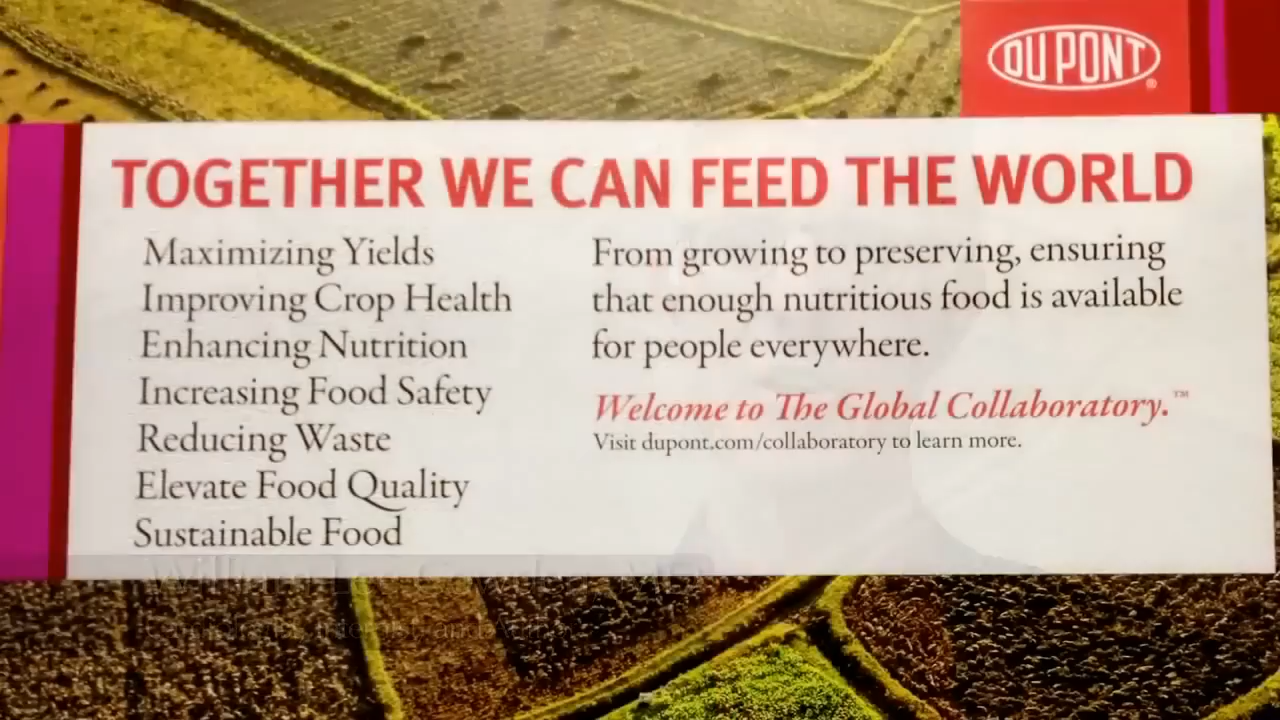 DU PONT®
TOGETHER WE CAN FEED THE WORLD
Maximizing Yields
Improving Crop Health
Enhancing Nutrition
Increasing Food Safety
Reducing Waste
Elevate Food Quality
Sustainable Food
From growing to preserving, ensuring
that enough nutritious food is available
for people everywhere.
Welcome to The Global Collaboratory.™
Visit dupont.com/collaboratory to learn more.